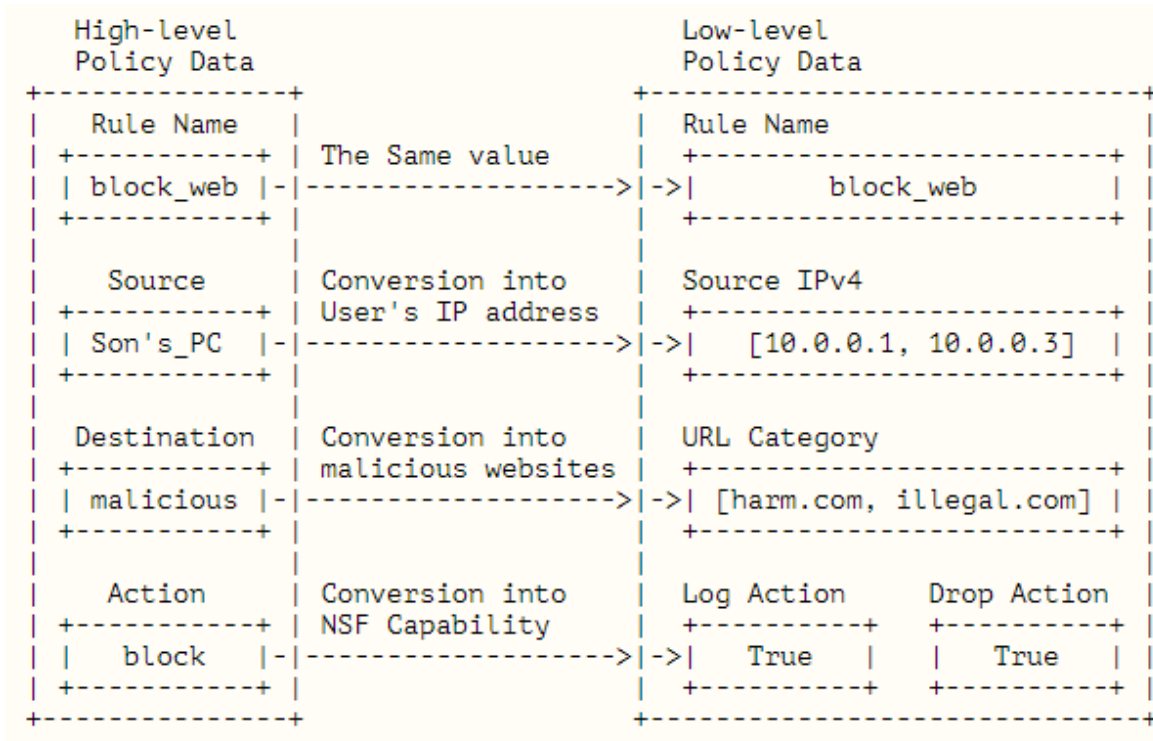 High-level                             Low-level
   Policy Data                            Policy Data
+---------------+                    +------------------------------+
|   Rule Name   |                    |  Rule Name                   |
| +-----------+ | The Same value     |  +-------------------------+ |
| | block_web |-|------------------->|->|        block_web        | |
| +-----------+ |                    |  +-------------------------+ |
|               |                    |                              |
|    Source     | Conversion into    |  Source IPv4                 |
| +-----------+ | User's IP address  |  +-------------------------+ |
| | Son's_PC  |-|------------------->|->|   [10.0.0.1, 10.0.0.3]  | |
| +-----------+ |                    |  +-------------------------+ |
|               |                    |                              |
|  Destination  | Conversion into    |  URL Category                |
| +-----------+ | malicious websites |  +-------------------------+ |
| | malicious |-|------------------->|->| [harm.com, illegal.com] | |
| +-----------+ |                    |  +-------------------------+ |
|               |                    |                              |
|    Action     | Conversion into    |  Log Action     Drop Action  |
| +-----------+ | NSF Capability     |  +----------+   +----------+ |
| |   block   |-|------------------->|->|   True   |   |   True   | |
| +-----------+ |                    |  +----------+   +----------+ |
+---------------+                    +------------------------------+